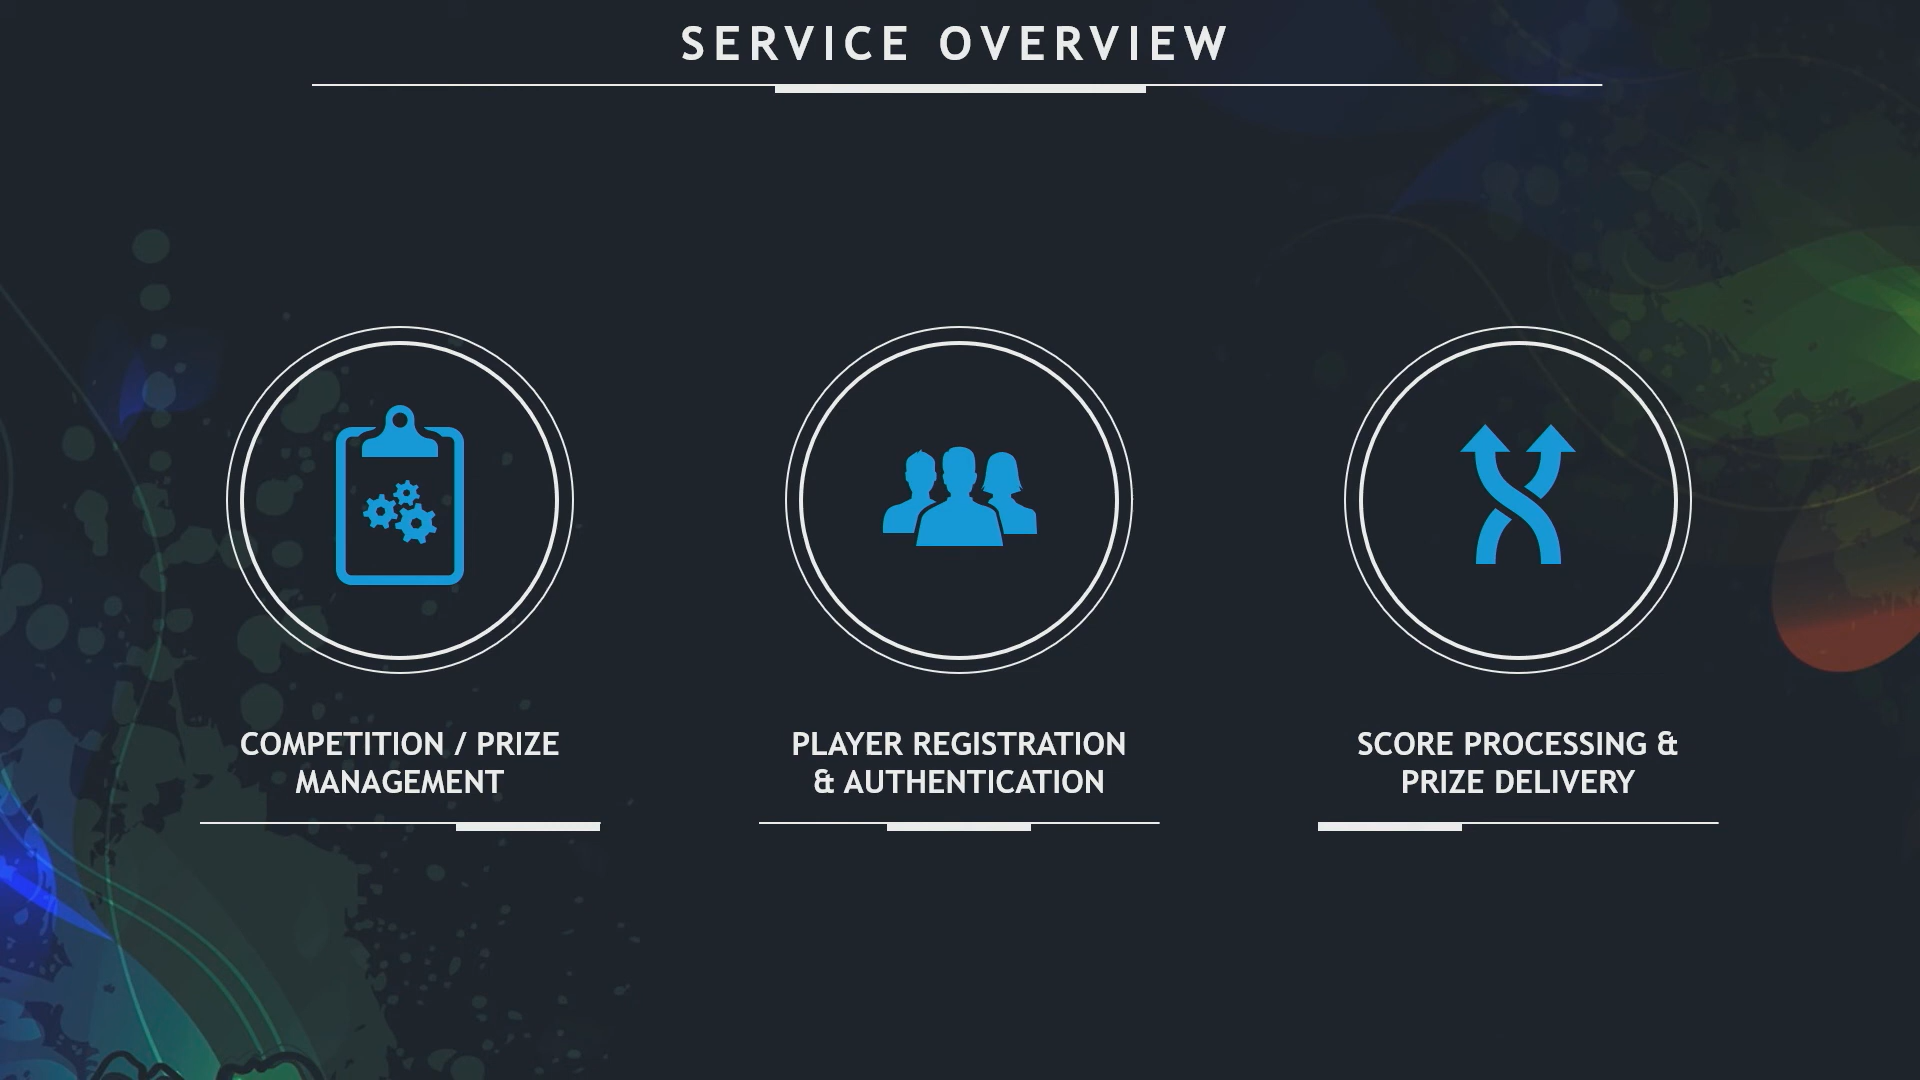 SERVICE OVERVIEW
COMPETITION / PRIZE
MANAGEMENT
PLAYER REGISTRATION
& AUTHENTICATION
SCORE PROCESSING &
PRIZE DELIVERY